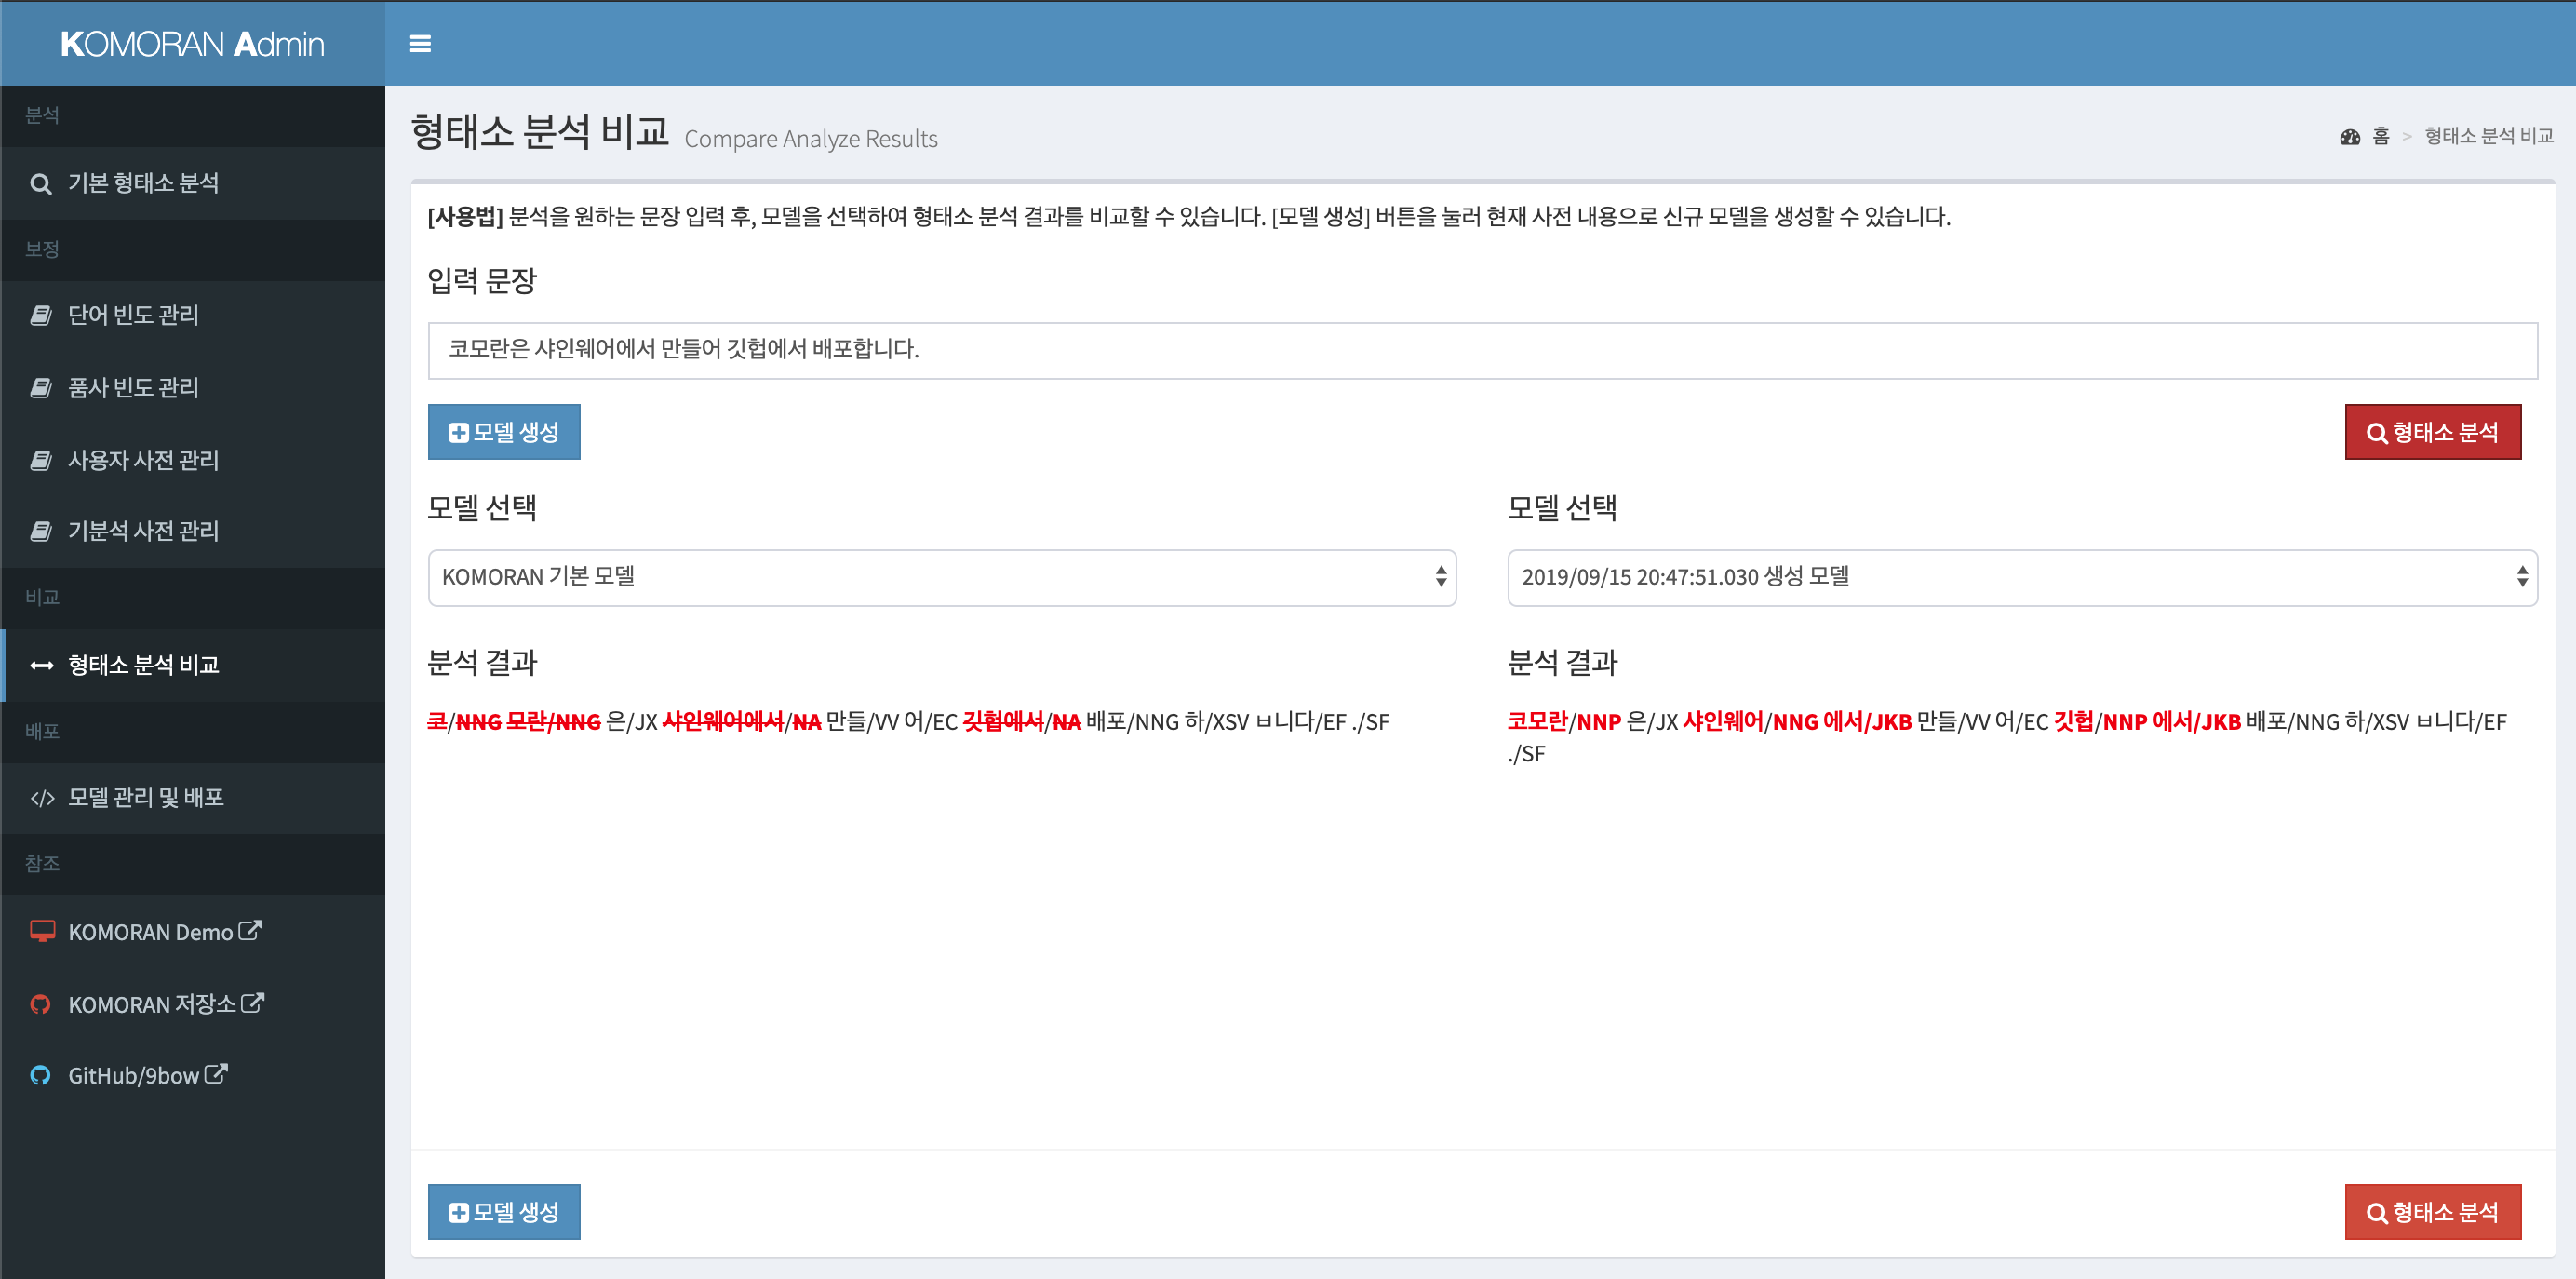 KOMORAN Admin
분석
기본 형태소 분석
보정
단어 빈도 관리
품사 빈도 관리
사용자 사전 관리
기분석 사전 관리
비교
형태소 분석 비교
배포
모델 관리 및 배포
참조
KOMORAN Demo
KOMORAN 저장소
GitHub/9bow
형태소 분석 비교 Compare Analyze Results
홈 > 형태소 분석 비교
[사용법] 분석을 원하는 문장 입력 후, 모델을 선택하여 형태소 분석 결과를 비교할 수 있습니다. [모델 생성] 버튼을 눌러 현재 사전 내용으로 신규 모델을 생성할 수 있습니다.
입력 문장
코모란은 샤인웨어에서 만들어 깃헙에서 배포합니다.
모델 생성
형태소 분석
모델 선택
KOMORAN 기본 모델
분석 결과
코/NNG 모란/NNG 은/JX 샤인웨어에서/NA 만들/VV 어/EC 깃헙에서/NA 배포/NNG 하/XSV ㅂ니다/EF ./SF
모델 선택
2019/09/15 20:47:51.030 생성 모델
분석 결과
코모란/NNP 은/JX 샤인웨어/NNG 에서/JKB 만들/VV 어/EC 깃헙/NNP 에서/JKB 배포/NNG 하/XSV ㅂ니다/EF
./SF
모델 생성
형태소 분석